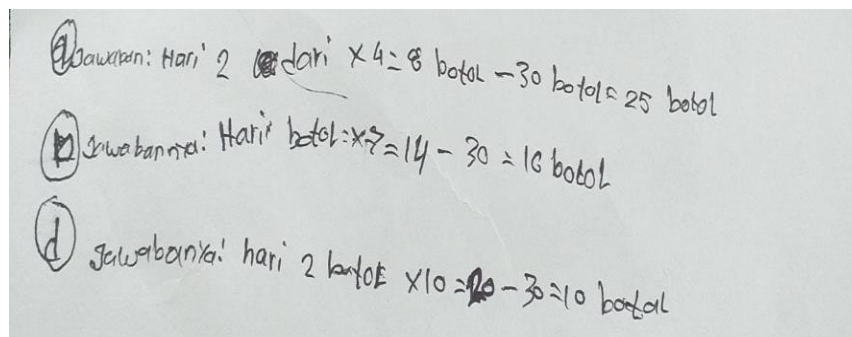 a Jawaban: Hari 2 dari x 4 = 8 botol - 30 botol = 25 botol
b Jawabannya: Hari botol: x 7 = 14 - 30 = 16 botol
d Jawabanya: hari 2 botol x 10 = 20 - 30 = 10 botal